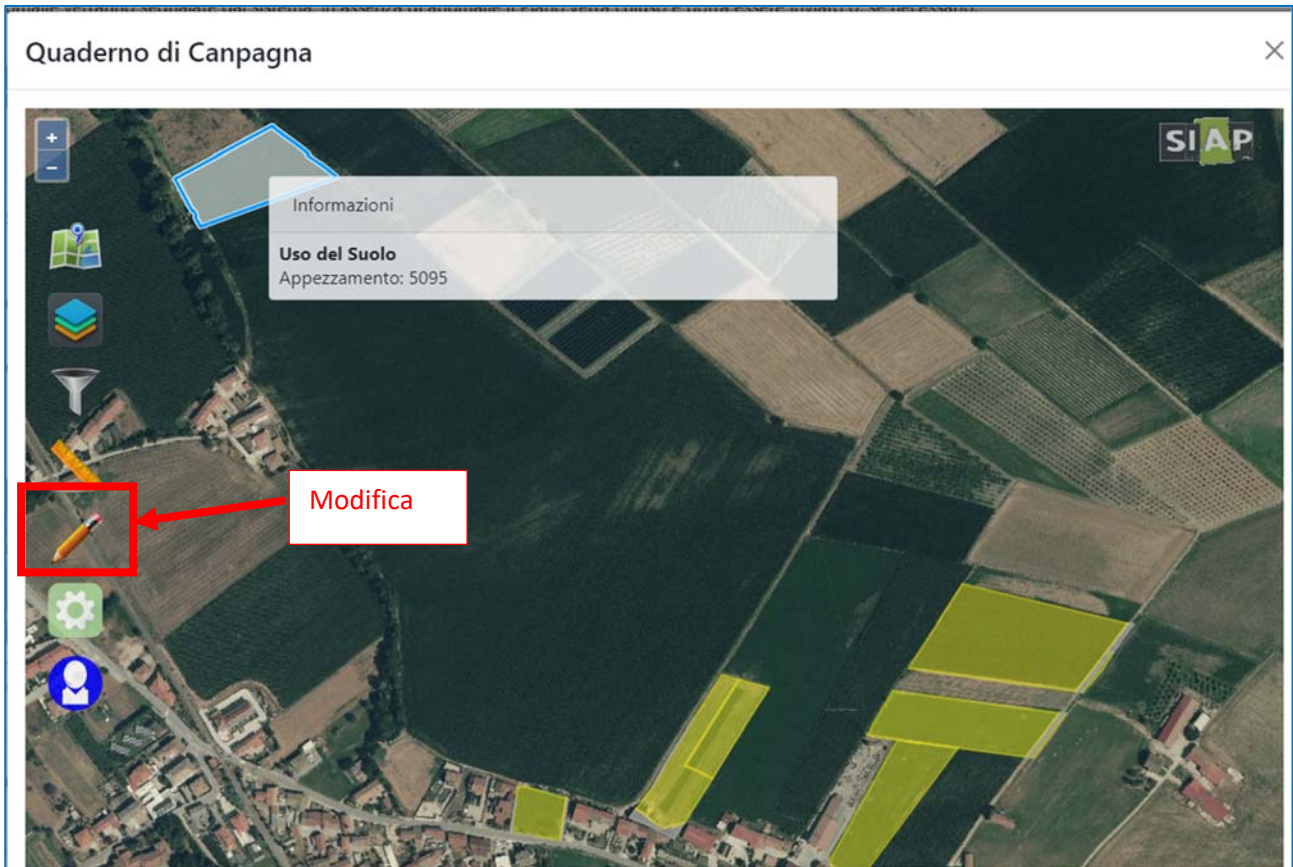 Quaderno di Canpagna
×
+
SIAP
−
Informazioni
Uso del Suolo
Appezzamento: 5095
Modifica